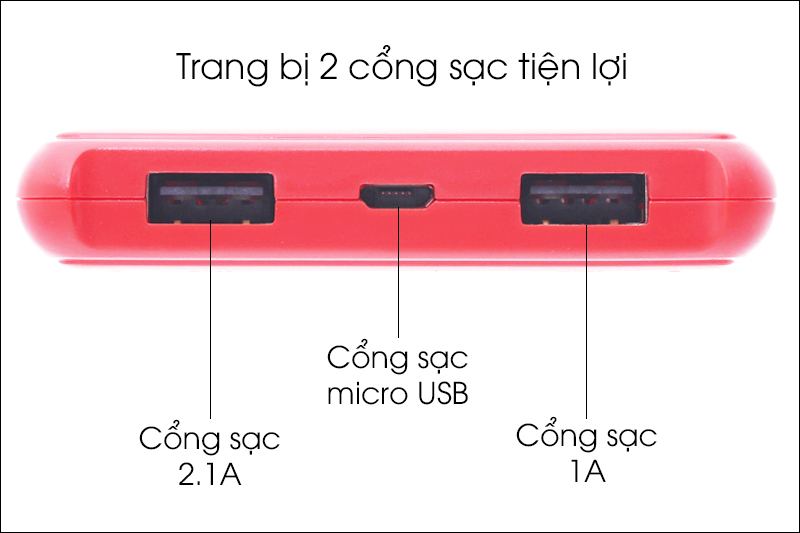 Trang bị 2 cổng sạc tiện lợi
Cổng sạc
micro USB
Cổng sạc
2.1A
Cổng sạc
1A